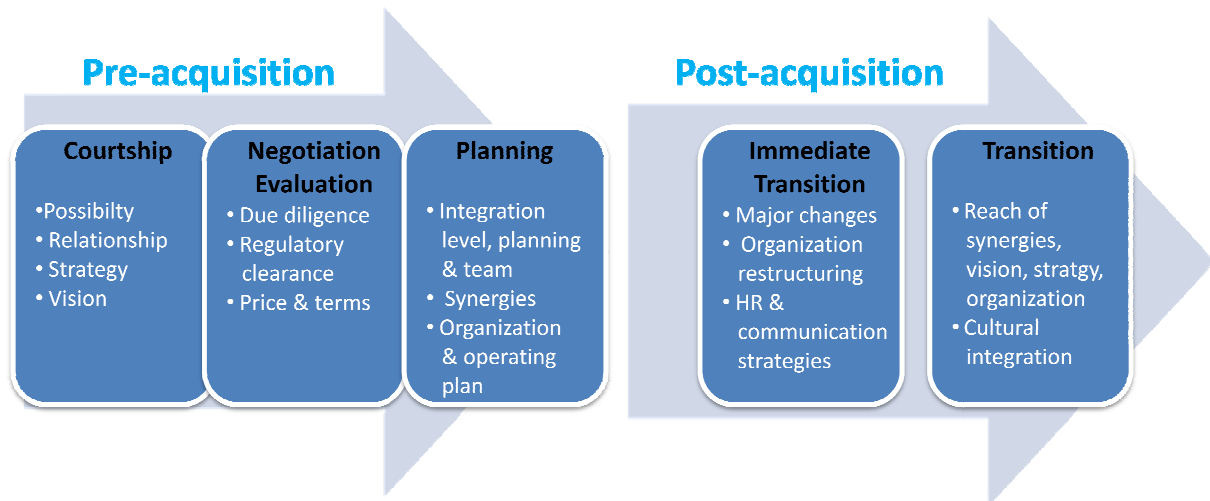 Pre-acquisition
Courtship
•Possibilty
• Relationship
• Strategy
• Vision
Negotiation
Evaluation
• Due diligence
• Regulatory
clearance
• Price & terms
Planning
• Integration
level, planning
& team
• Synergies
• Organization
& operating
plan
Post-acquisition
Immediate
Transition
• Major changes
• Organization
restructuring
• HR &
communication
strategies
Transition
• Reach of
synergies,
vision, stratgy,
organization
• Cultural
integration